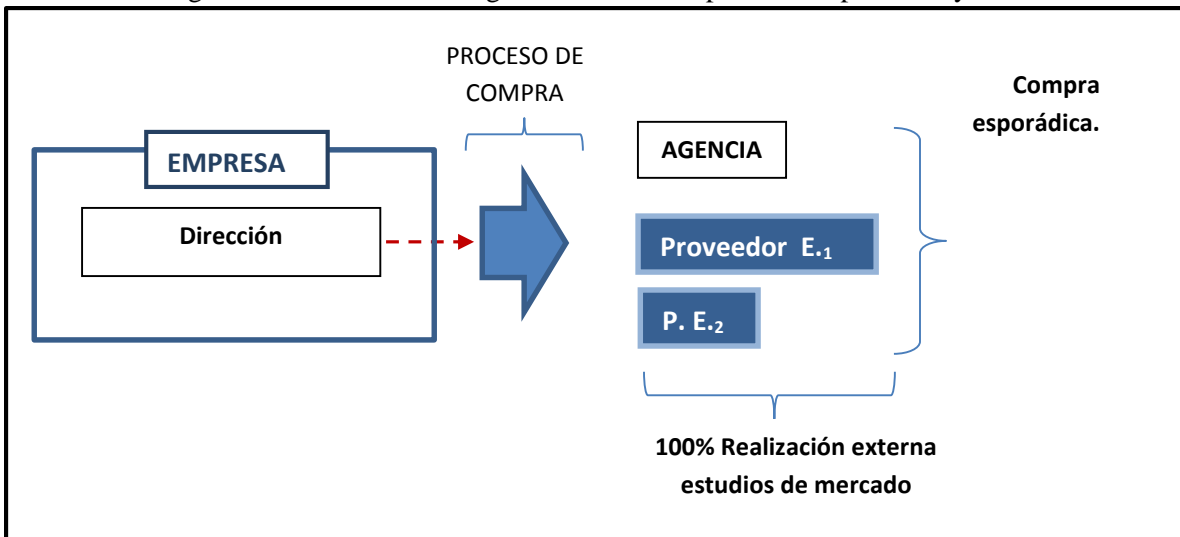 PROCESO DE
COMPRA
Compra
esporádica.
EMPRESA
AGENCIA
Dirección
Proveedor E.₁
P. E.₂
100% Realización externa
estudios de mercado